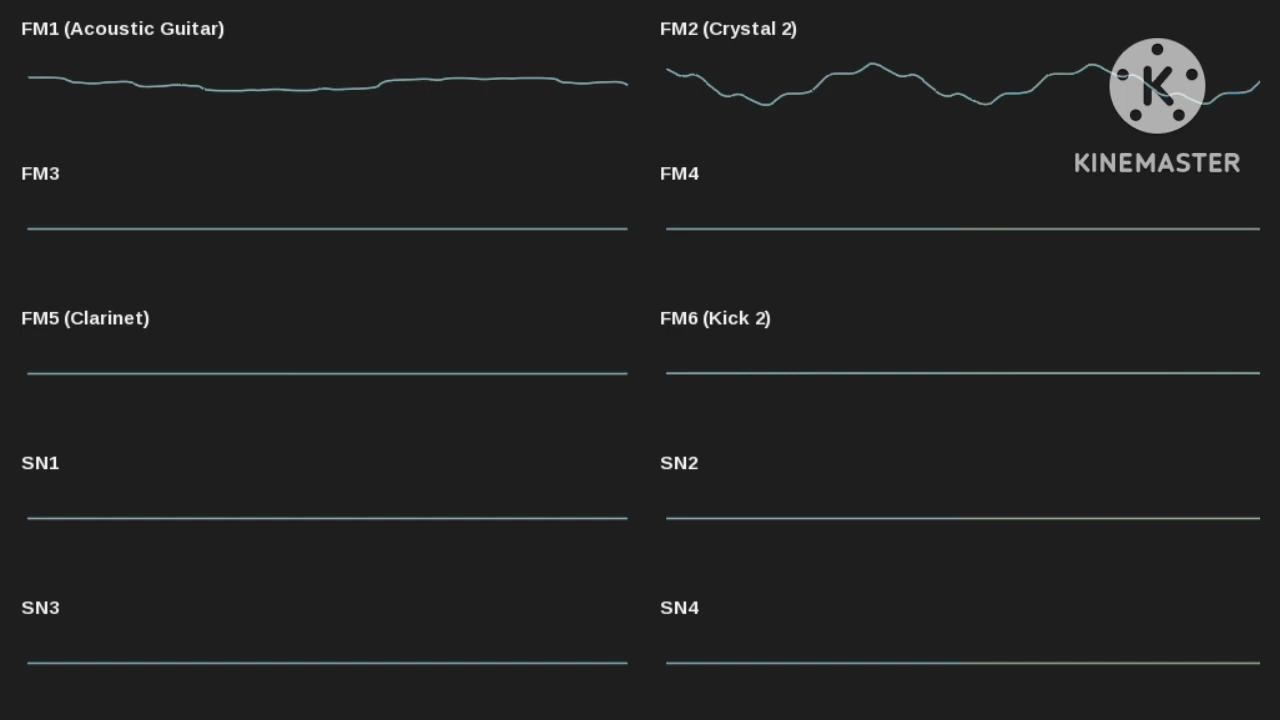 FM1 (Acoustic Guitar)
FM2 (Crystal 2)
KINEMASTER
FM3
FM4
FM5 (Clarinet)
FM6 (Kick 2)
SN1
SN2
SN3
SN4